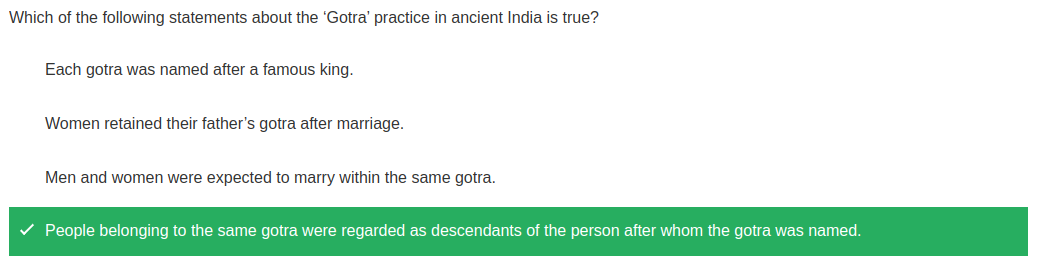 Which of the following statements about the ‘Gotra’ practice in ancient India is true?
Each gotra was named after a famous king.
Women retained their father’s gotra after marriage.
Men and women were expected to marry within the same gotra.
People belonging to the same gotra were regarded as descendants of the person after whom the gotra was named.